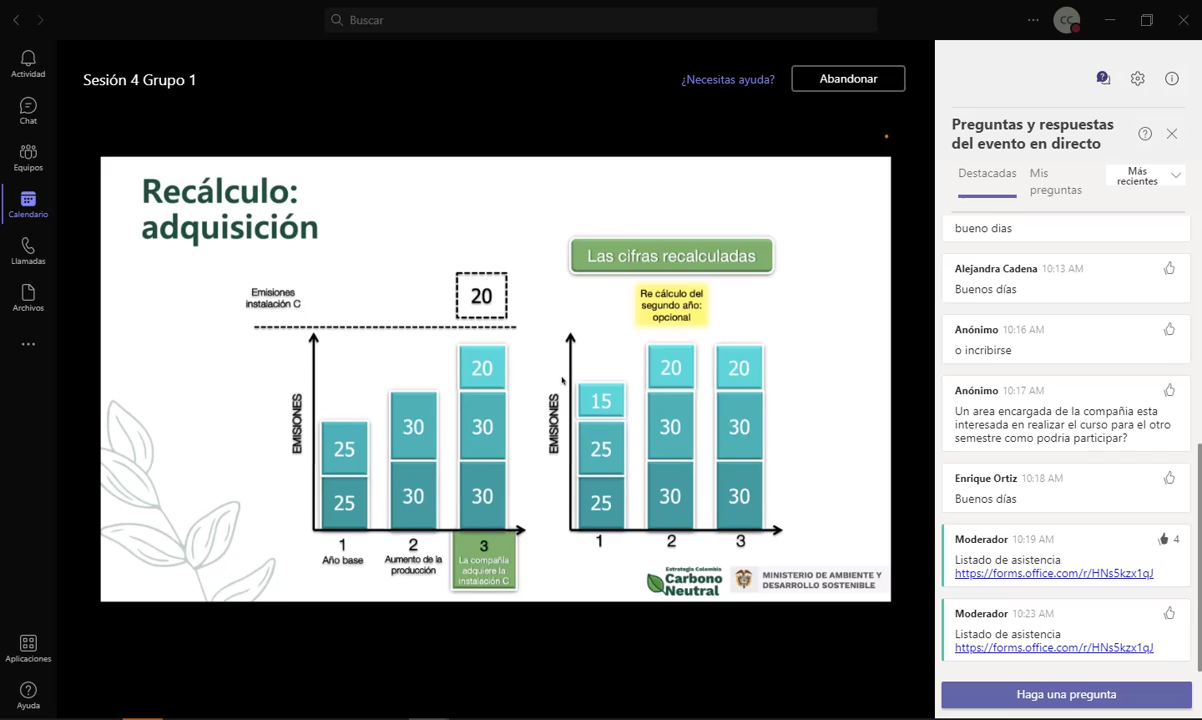 Buscar
CC
Actividad
Chat
Equipos
Calendario
Llamadas
Archivos
Aplicaciones
Ayuda
Sesión 4 Grupo 1
¿Necesitas ayuda?
Abandonar
Recálculo:
adquisición
Emisiones
instalación C
20
EMISIONES
25
25
30
30
20
30
30
1
Año base
2
Aumento de la
producción
3
La compañía
adquiere la
instalación C
Las cifras recalculadas
Re cálculo del
segundo año:
opcional
EMISIONES
15
25
25
20
30
30
20
30
30
1
2
3
Estrategia Colombia
Carbono
Neutral
MINISTERIO DE AMBIENTE Y
DESARROLLO SOSTENIBLE
Preguntas y respuestas
del evento en directo
Destacadas
Mis
preguntas
Más
recientes
bueno dias
Alejandra Cadena 10:13 AM
Buenos días
Anónimo 10:16 AM
o incribirse
Anónimo 10:17 AM
Un area encargada de la compañia esta
interesada en realizar el curso para el otro
semestre como podria participar?
Enrique Ortiz 10:18 AM
Buenos días
Moderador 10:19 AM 4
Listado de asistencia
https://forms.office.com/r/HNs5kzx1qJ
Moderador 10:23 AM
Listado de asistencia
https://forms.office.com/r/HNs5kzx1qJ
Haga una pregunta